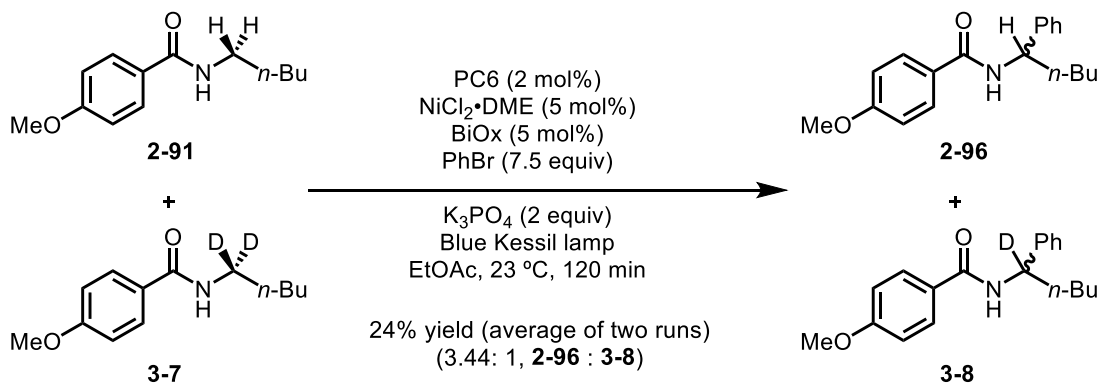 O
H H
N
H
n-Bu
MeO
2-91
+
O
D D
N
H
n-Bu
MeO
3-7
PC6 (2 mol%)
NiCl2•DME (5 mol%)
BiOx (5 mol%)
PhBr (7.5 equiv)
K3PO4 (2 equiv)
Blue Kessil lamp
EtOAc, 23 ºC, 120 min
24% yield (average of two runs)
(3.44: 1, 2-96 : 3-8)
O
H Ph
N
H
n-Bu
MeO
2-96
+
O
D Ph
N
H
n-Bu
MeO
3-8